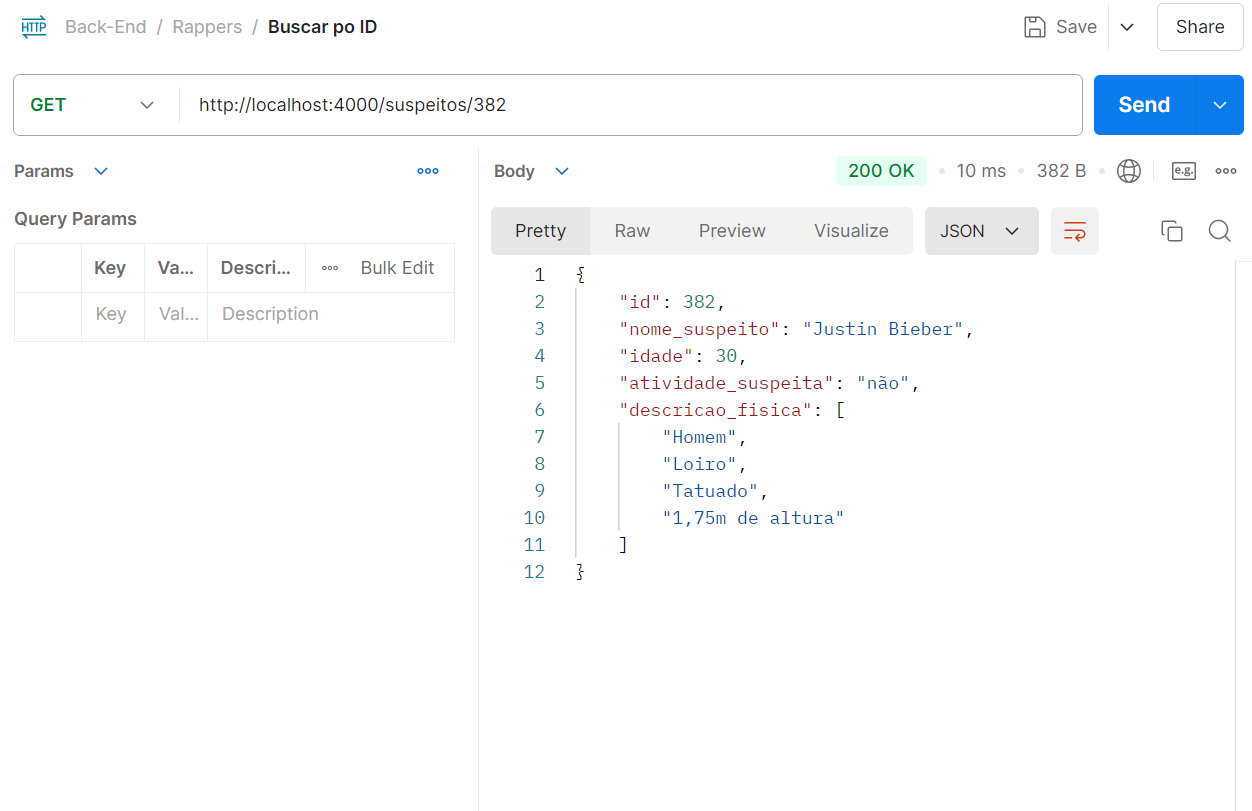 HTTP Back-End / Rappers / Buscar po ID Save Share
GET http://localhost:4000/suspeitos/382 Send
Params
Query Params
Key Va... Descri... Bulk Edit
Key Val... Description
Body 200 OK 10 ms 382 B e.g.
Pretty Raw Preview Visualize JSON
1 {
2 "id": 382,
3 "nome_suspeito": "Justin Bieber",
4 "idade": 30,
5 "atividade_suspeita": "não",
6 "descricao_fisica": [
7 "Homem",
8 "Loiro",
9 "Tatuado",
10 "1,75m de altura"
11 ]
12 }